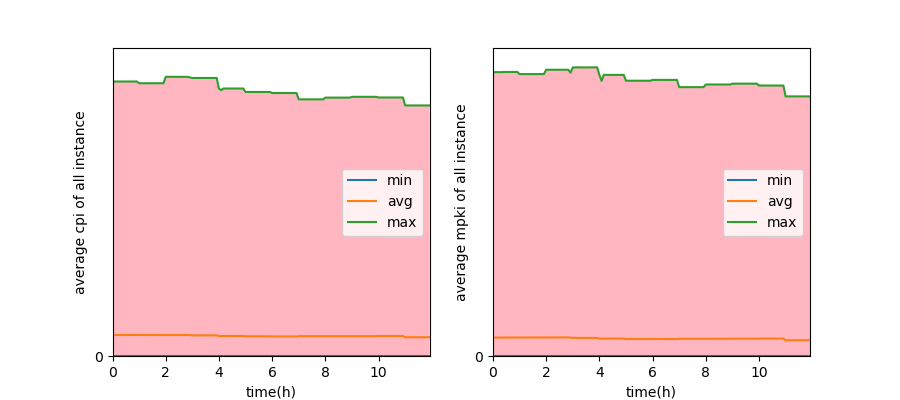 average cpi of all instance
0
min
avg
max
0 2 4 6 8 10
time(h)
average mpki of all instance
0
min
avg
max
0 2 4 6 8 10
time(h)